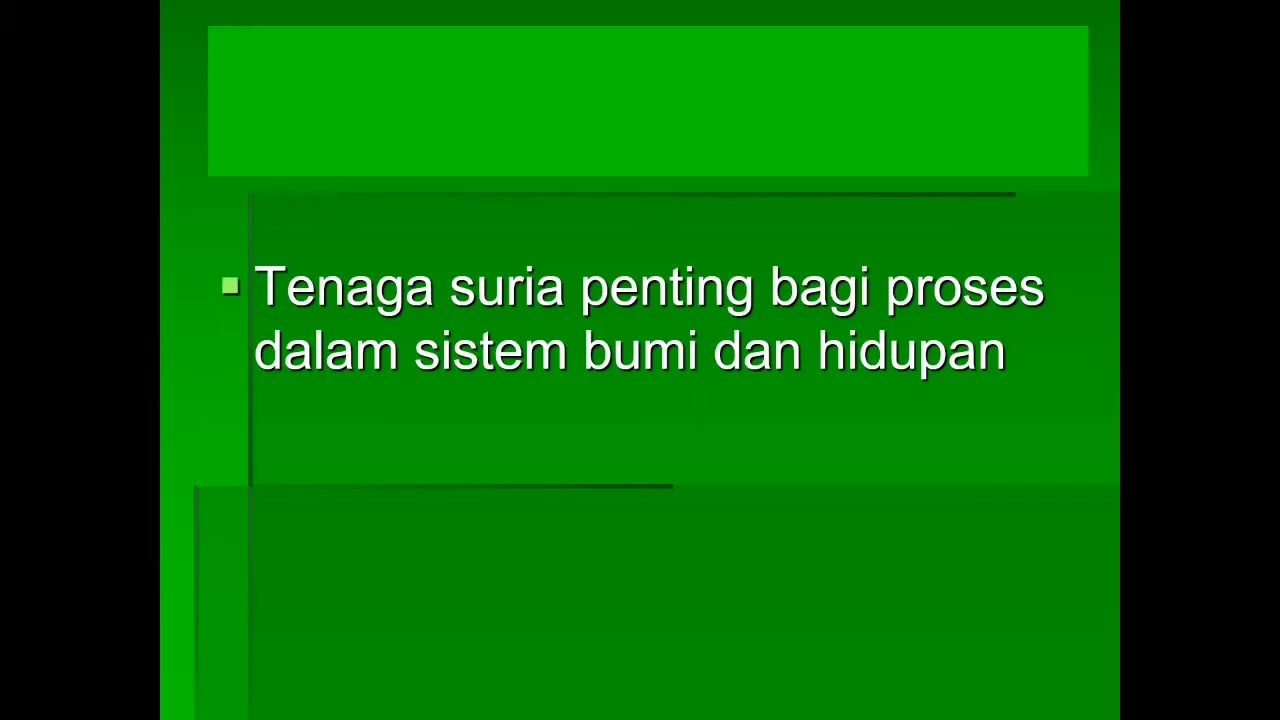 Tenaga suria penting bagi proses
dalam sistem bumi dan hidupan